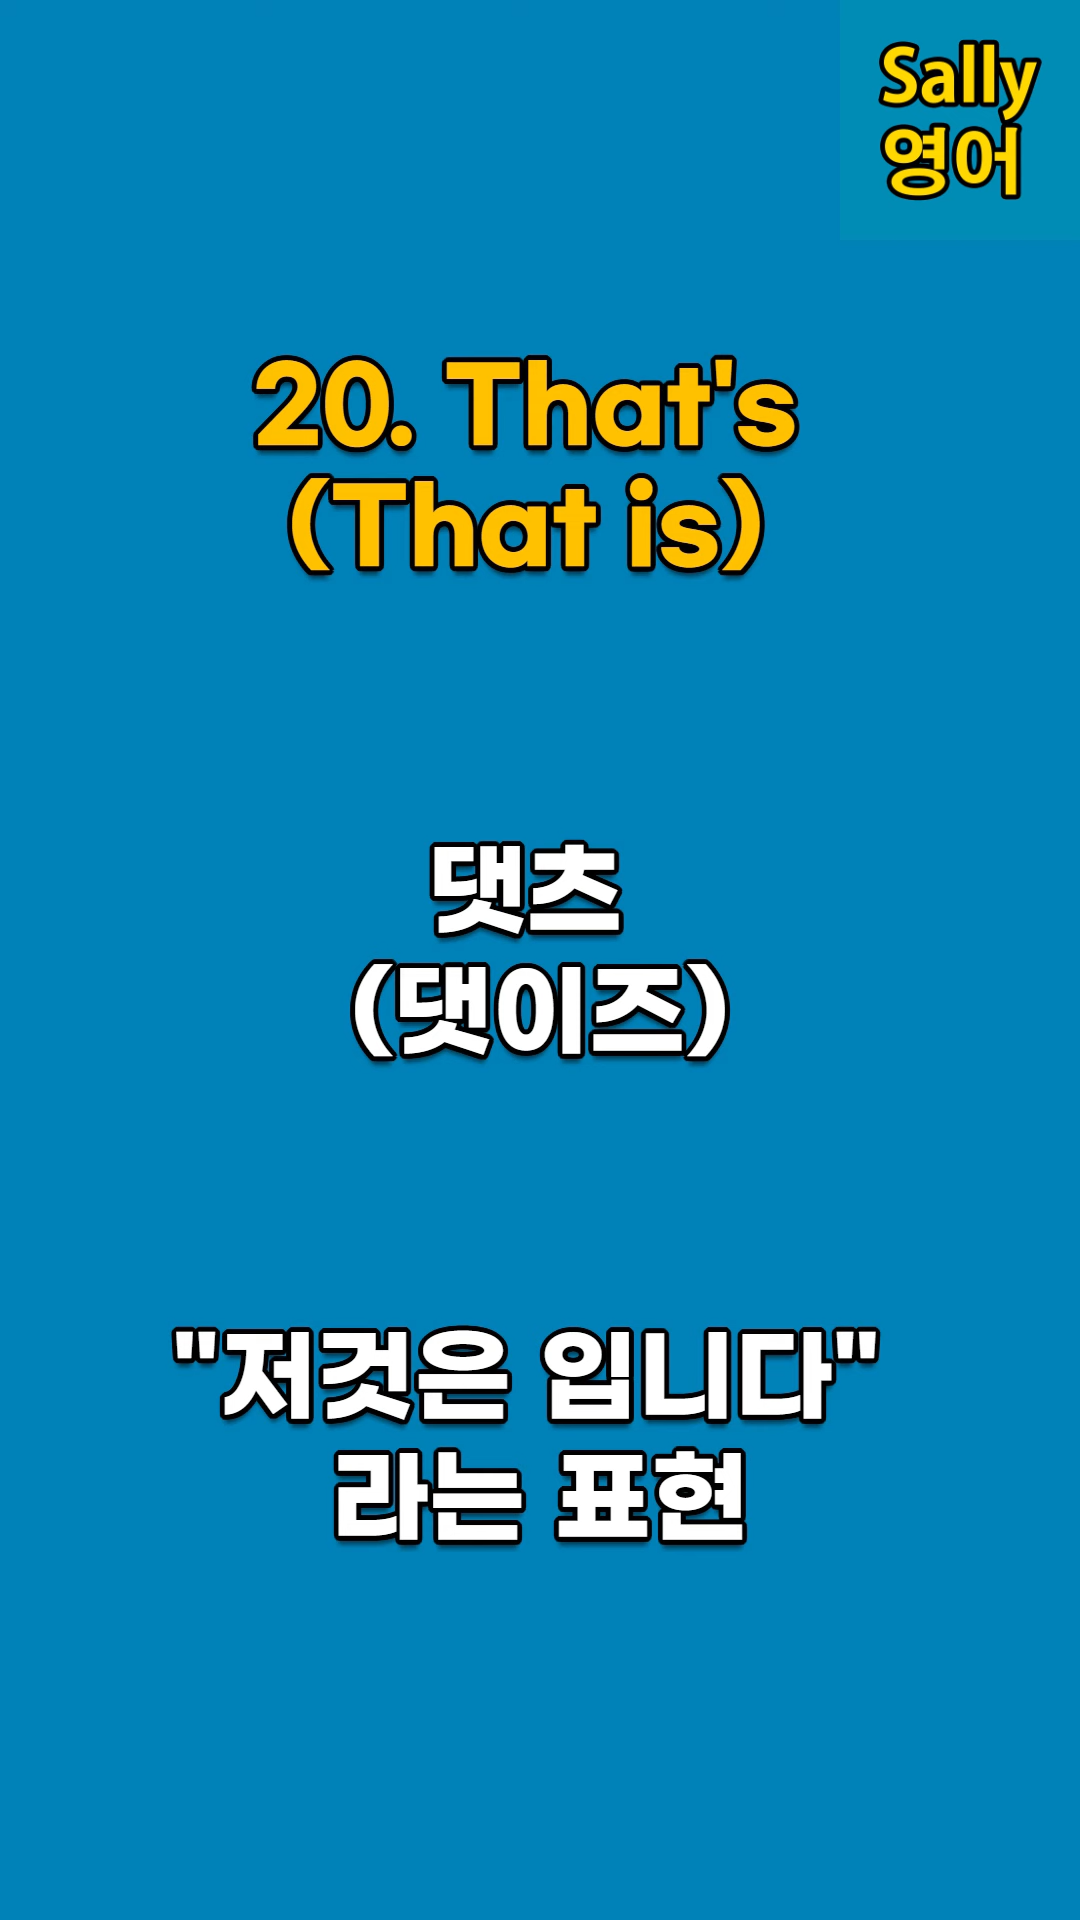 Sally
영어
20. That's
(That is)
댓츠
(댓이즈)
"저것은 입니다"
라는 표현